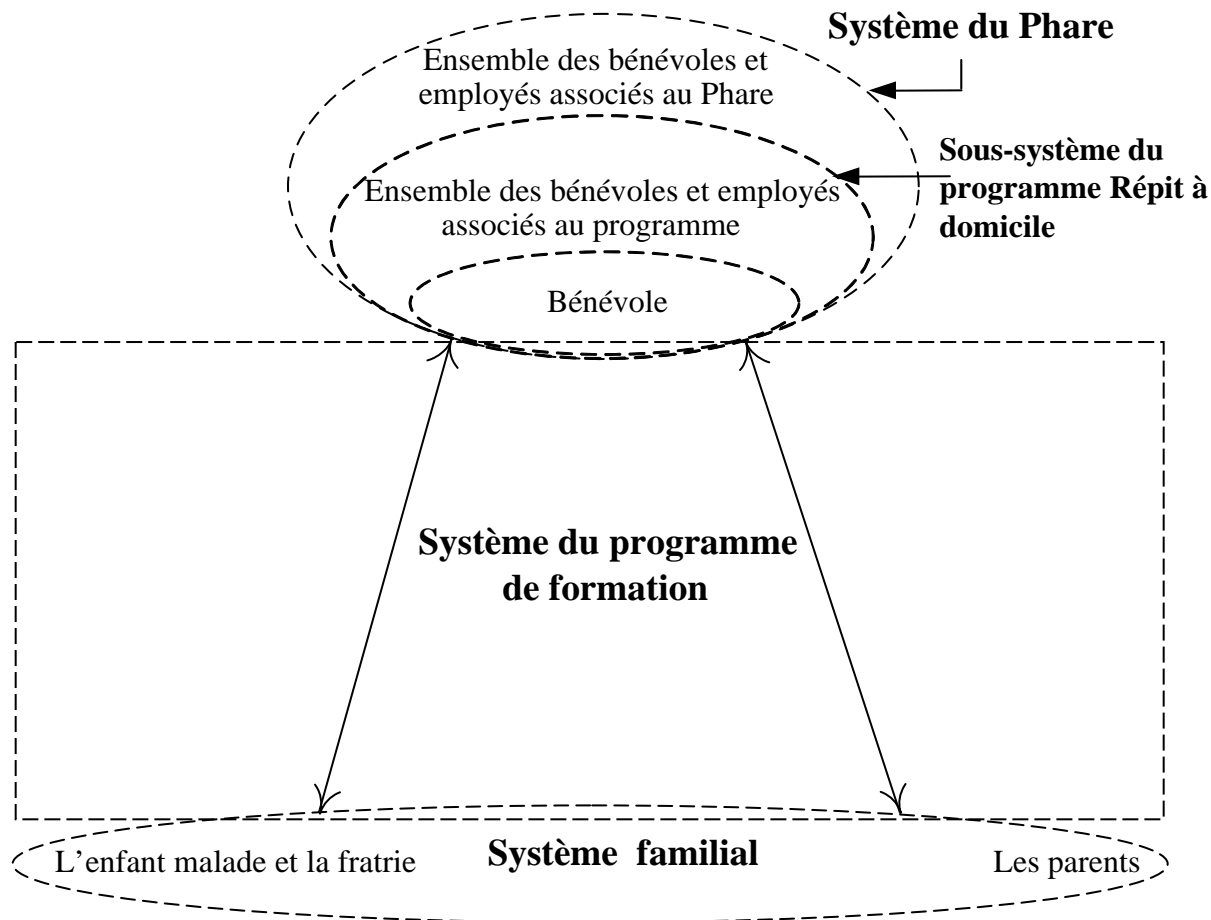 Système du Phare
Ensemble des bénévoles et
employés associés au Phare
Sous-système du
programme Répit à
domicile
Ensemble des bénévoles et employés
associés au programme
Bénévole
Système du programme
de formation
L'enfant malade et la fratrie
Système familial
Les parents